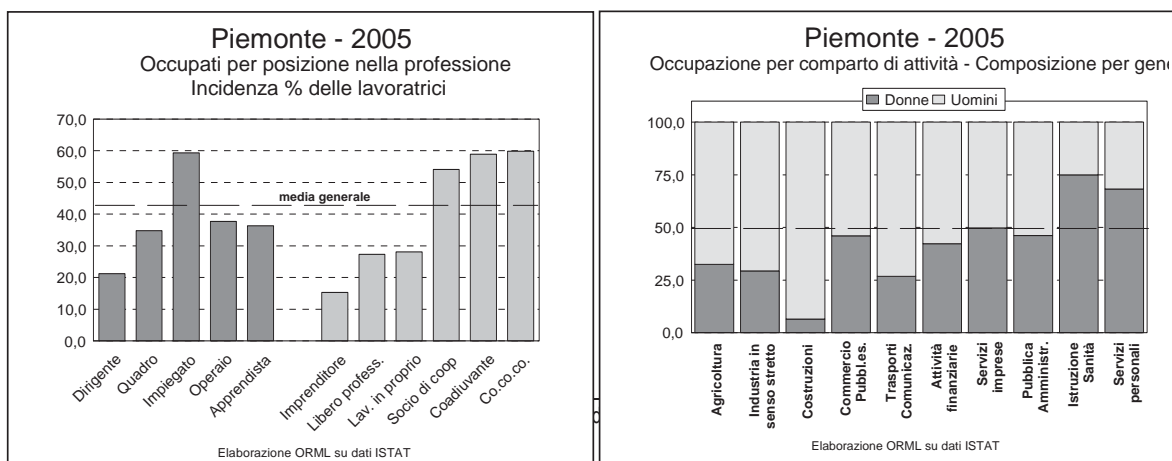 Piemonte - 2005
Occupati per posizione nella professione
Incidenza % delle lavoratrici
70,0
60,0
50,0
40,0
30,0
20,0
10,0
0,0
media generale
Dirigente
Quadro
Impiegato
Operaio
Apprendista
Imprenditore
Libero profess.
Lav. in proprio
Socio di coop
Coadiuvante
Co.co.co.
Elaborazione ORML su dati ISTAT
Piemonte - 2005
Occupazione per comparto di attività - Composizione per gene
Donne Uomini
100,0
75,0
50,0
25,0
0,0
Agricoltura
Industria in
senso stretto
Costruzioni
Commercio
Pubbl.es.
Trasporti
Comunicaz.
Attività
finanziarie
Servizi
imprese
Pubblica
Amministr.
Istruzione
Sanità
Servizi
personali
Elaborazione ORML su dati ISTAT